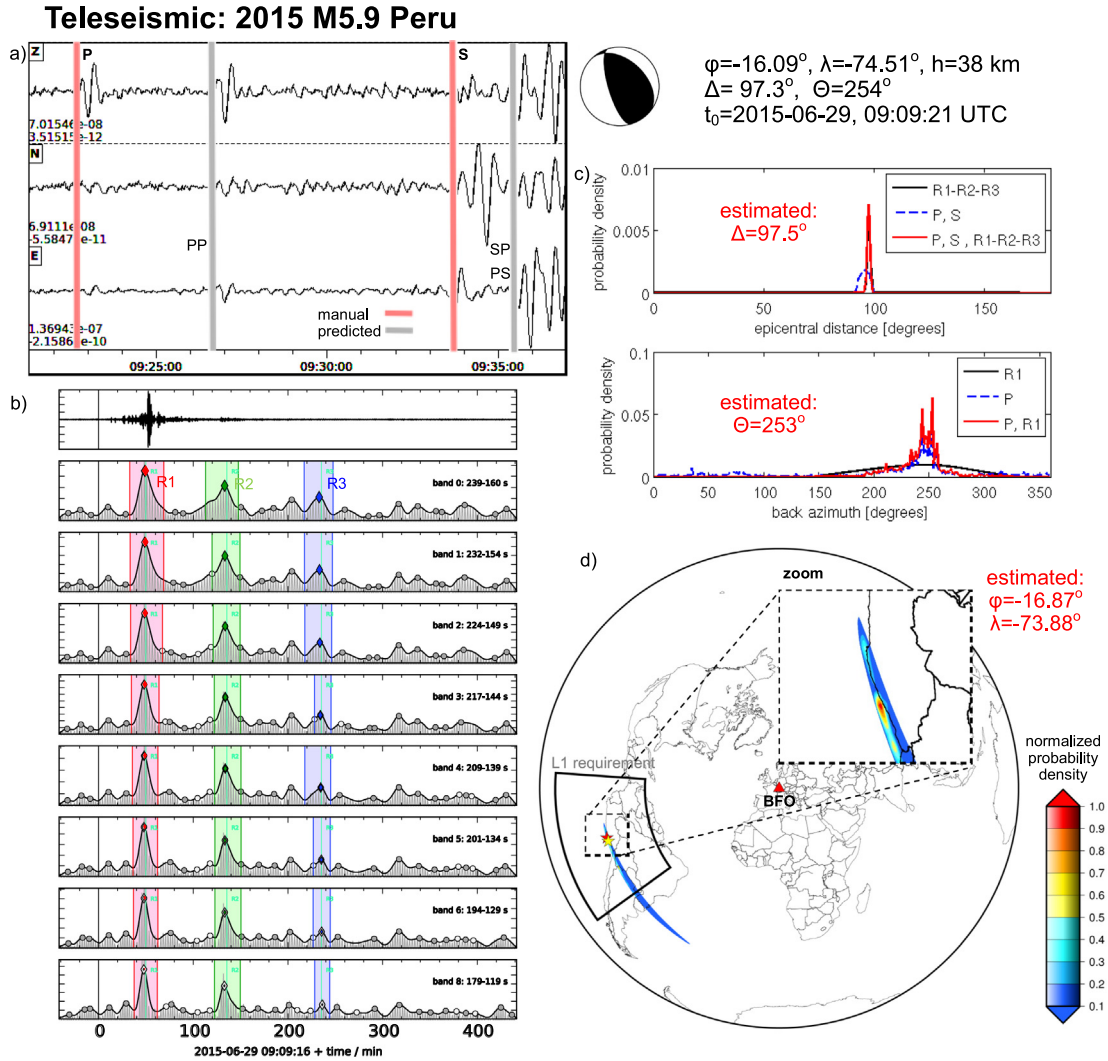 Teleseismic: 2015 M5.9 Peru
a)
Z
P
S
7.01546e-08
3.51515e-12
N
6.9111e-08
-5.5847e-11
PP
SP
PS
E
manual
predicted
1.36943e-07
-2.1586e-10
09:25:00 09:30:00 09:35:00
φ=-16.09°, λ=-74.51°, h=38 km
Δ= 97.3°, Θ=254°
t0=2015-06-29, 09:09:21 UTC
c)
probability density
0.01
0.005
0
estimated:
Δ=97.5°
R1-R2-R3
P, S
P, S , R1-R2-R3
0 50 100 150
epicentral distance [degrees]
probability density
0.1
0.05
0
estimated:
Θ=253°
R1
P
P, R1
0 50 100 150 200 250 300 350
back azimuth [degrees]
b)
R1
R2
R3
band 0: 239-160 s
band 1: 232-154 s
band 2: 224-149 s
band 3: 217-144 s
band 4: 209-139 s
band 5: 201-134 s
band 6: 194-129 s
band 8: 179-119 s
0 100 200 300 400
2015-06-29 09:09:16 + time / min
d)
zoom
estimated:
φ=-16.87°
λ=-73.88°
L1 requirement
BFO
normalized
probability
density
1.0
0.9
0.8
0.7
0.6
0.5
0.4
0.3
0.2
0.1